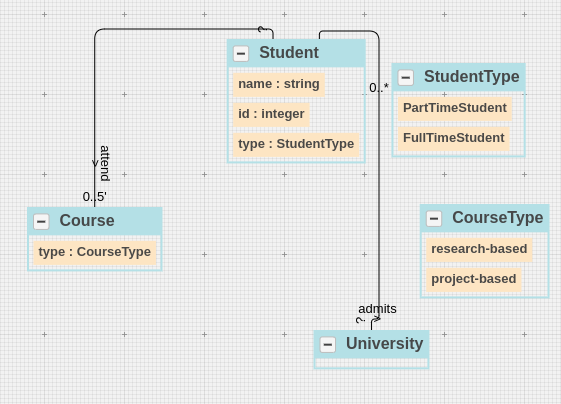 ?
Student
name : string
id : integer
type : StudentType
0..*
StudentType
PartTimeStudent
FullTimeStudent
attend
0..5'
Course
type : CourseType
CourseType
research-based
project-based
admits
?
University